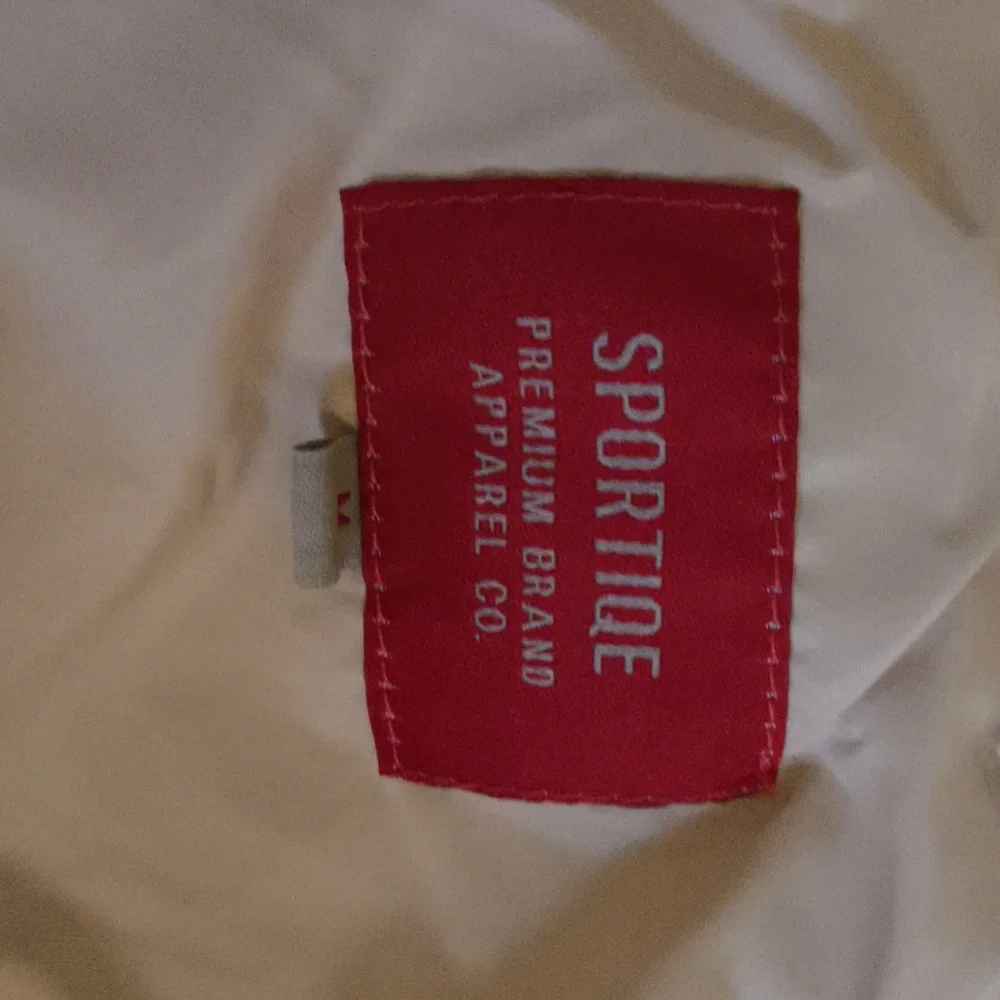 SPORTIQE
PREMIUM BRAND
APPAREL CO.